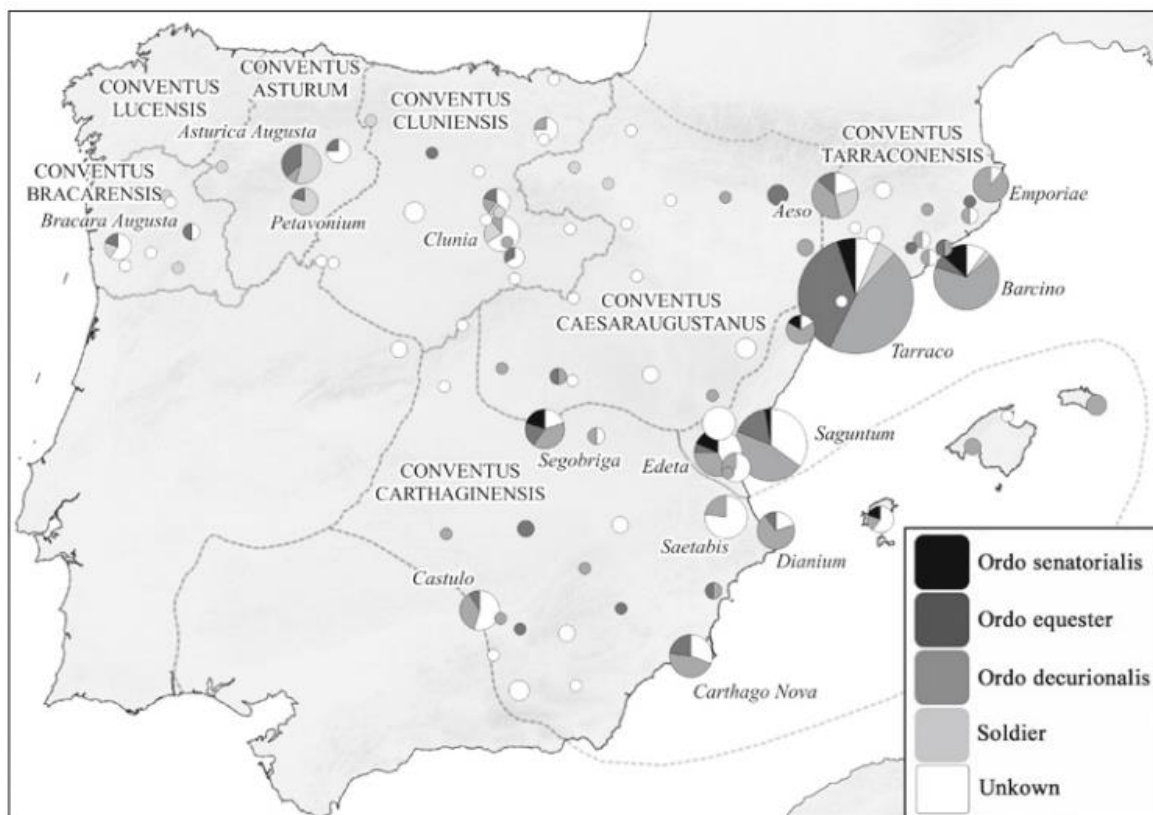 CONVENTUS
LUCENSIS
CONVENTUS
ASTURUM
CONVENTUS
CLUNIENSIS
Asturica Augusta
CONVENTUS
BRACARENSIS
Bracara Augusta
Petavonium
Clunia
CONVENTUS
TARRACONENSIS
Aeso
Emporiae
Barcino
Tarraco
CONVENTUS
CAESARAUGUSTANUS
Segobriga
Edeta
Saguntum
CONVENTUS
CARTHAGINENSIS
Saetabis
Dianium
Castulo
Carthago Nova
Ordo senatorialis
Ordo equester
Ordo decurionalis
Soldier
Unkown